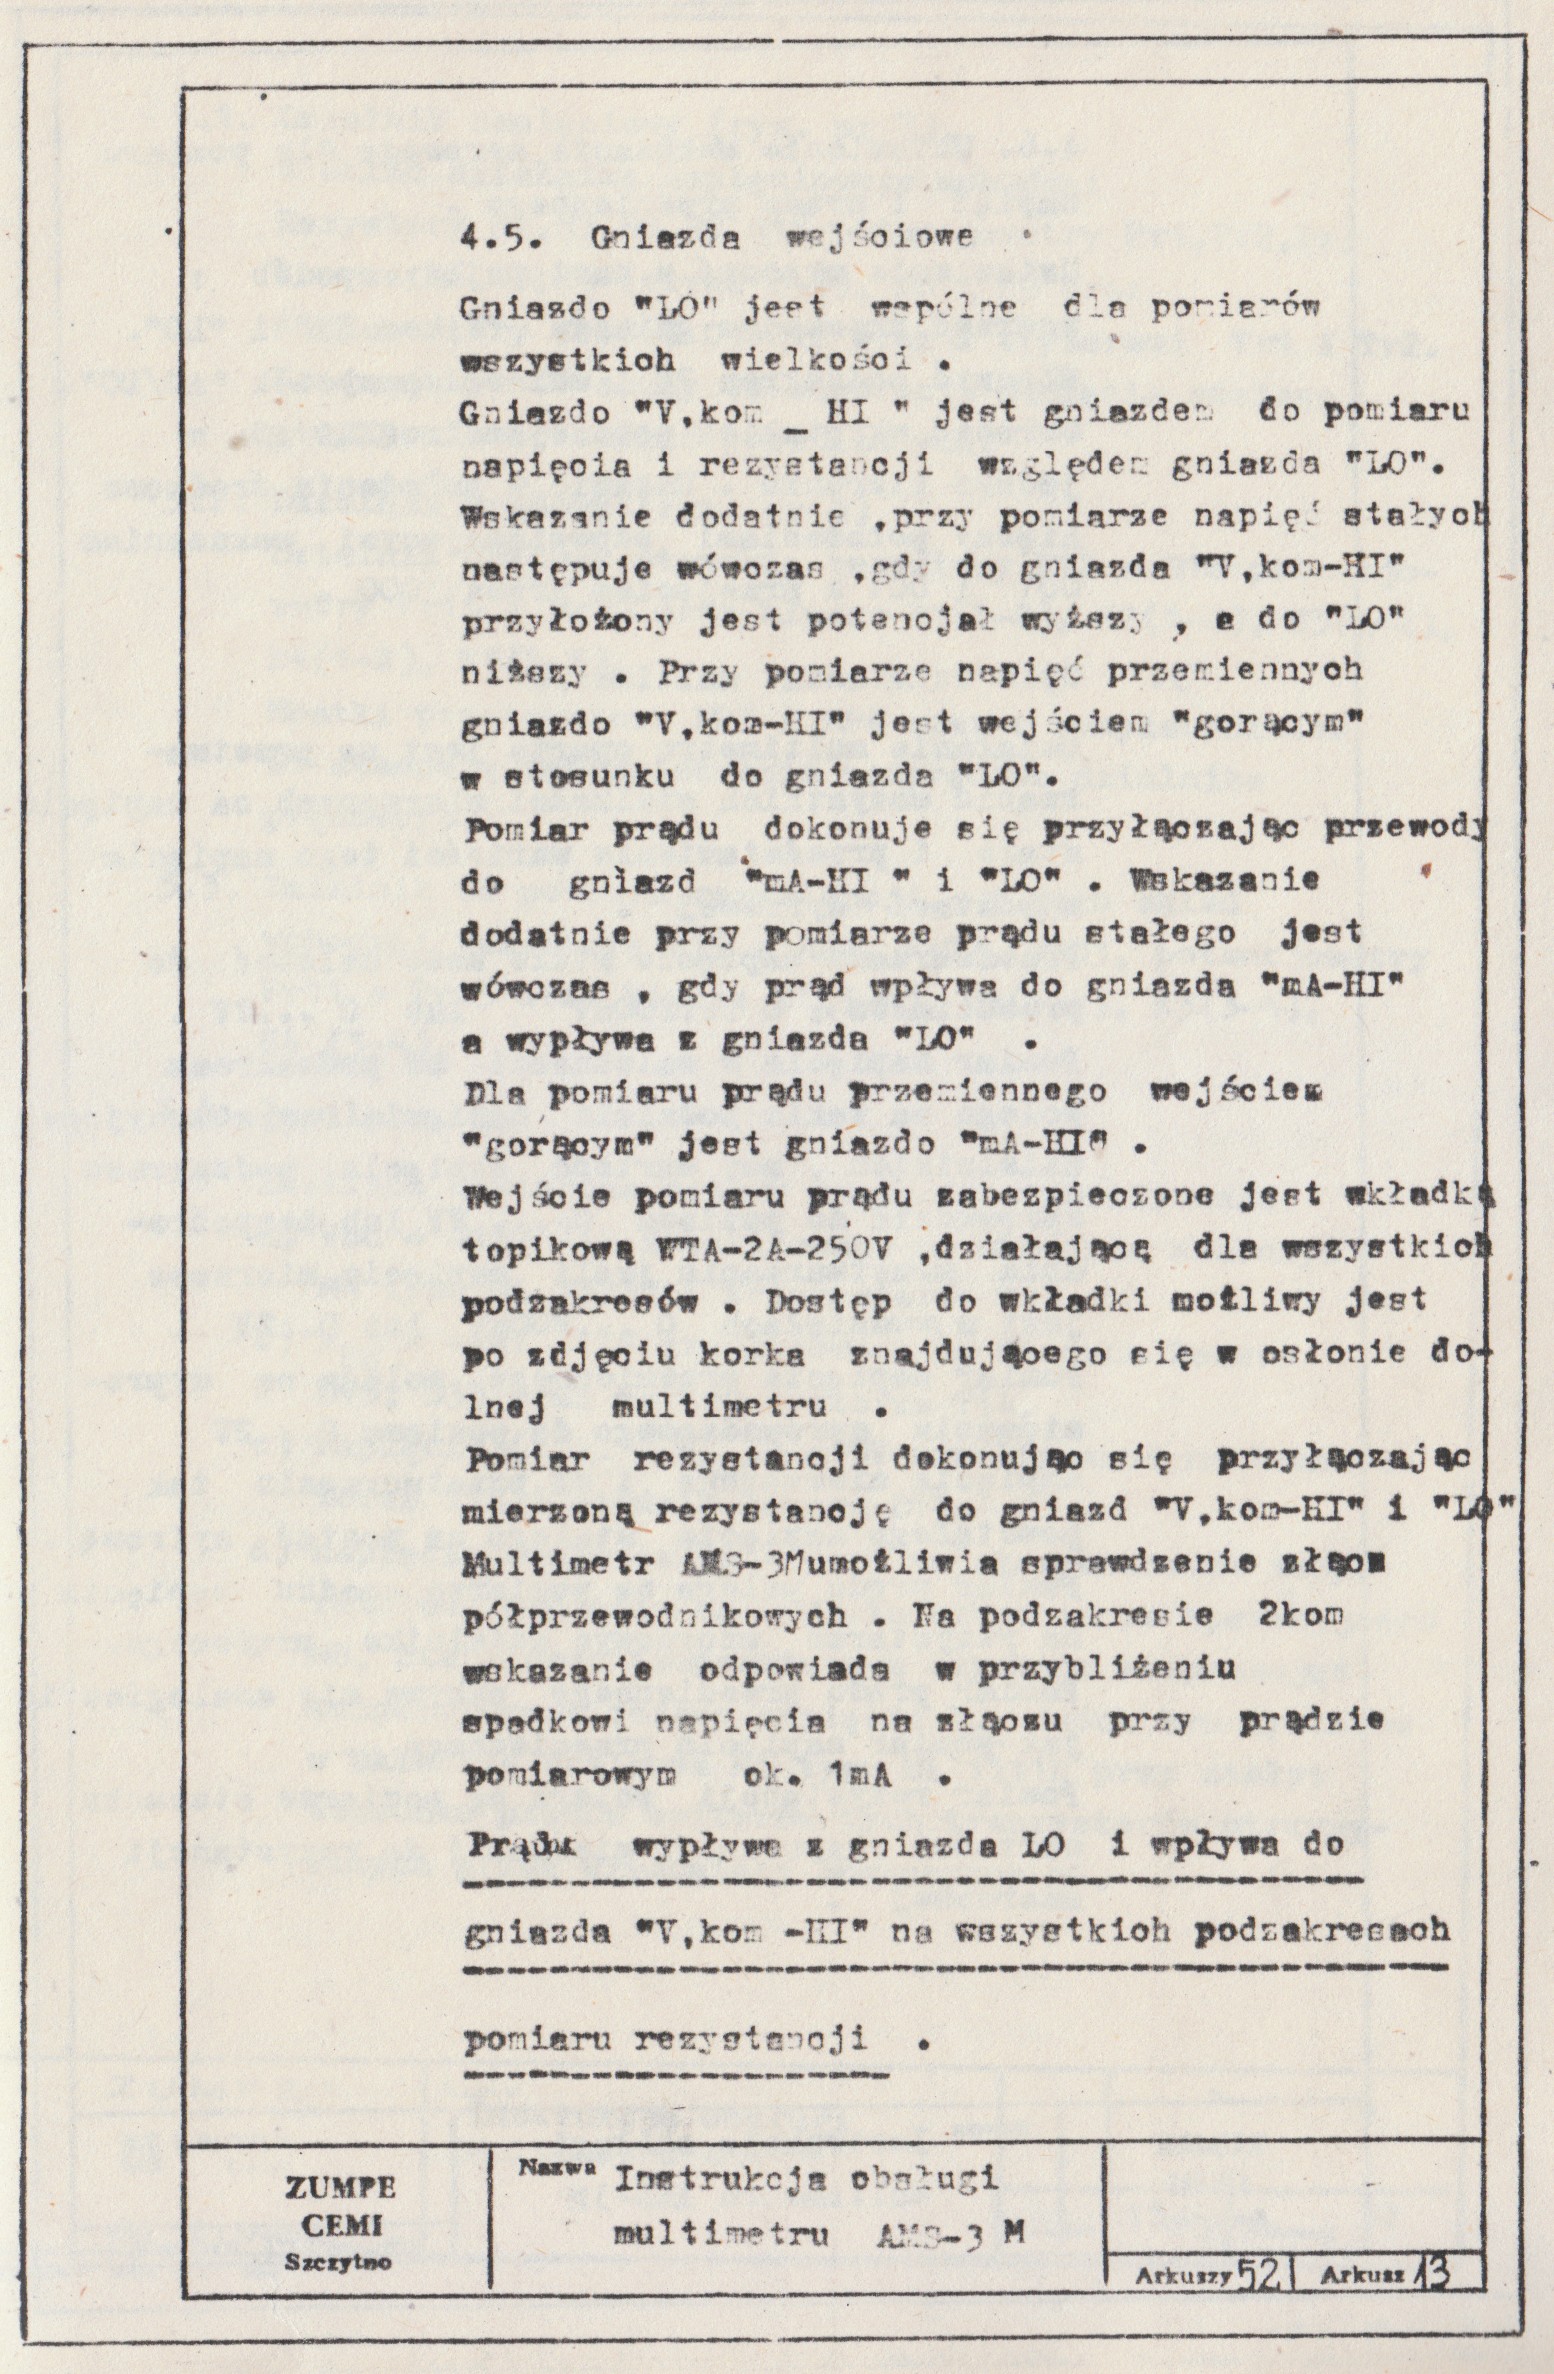 4.5. Gniazda wejściowe
Gniazdo "LO" jest wspólne dla pomiarów
wszystkich wielkości .
Gniazdo "V,kom _ HI " jest gniazdem do pomiaru
napięcia i rezystancji względem gniazda "LO".
Wskazanie dodatnie ,przy pomiarze napięć stałych
następuje wówczas ,gdy do gniazda "V,kom-HI"
przyłożony jest potencjał wyższy , a do "LO"
niższy . Przy pomiarze napięć przemiennych
gniazdo "V,kom-HI" jest wejściem "gorącym"
w stosunku do gniazda "LO".
Pomiar prądu dokonuje się przyłączając przewody
do gniazd "mA-HI " i "LO" . Wskazanie
dodatnie przy pomiarze prądu stałego jest
wówczas , gdy prąd wpływa do gniazda "mA-HI"
a wypływa z gniazda "LO" .
Dla pomiaru prądu przemiennego wejściem
"gorącym" jest gniazdo "mA-HI" .
Wejście pomiaru prądu zabezpieczone jest wkładką
topikową WTA-2A-250V ,działającą dla wszystkich
podzakresów . Dostęp do wkładki możliwy jest
po zdjęciu korka znajdującego się w osłonie do-
lnej multimetru .
Pomiar rezystancji dokonując się przyłączając
mierzoną rezystancję do gniazd "V,kom-HI" i "LO"
Multimetr AMS-3Mumożliwia sprawdzenie złącz
półprzewodnikowych . Na podzakresie 2kom
wskazanie odpowiada w przybliżeniu
spadkowi napięcia na złączu przy prądzie
pomiarowym ok. 1mA .
Prąd wypływa z gniazda LO i wpływa do
gniazda "V,kom -HI" na wszystkich podzakresach
pomiaru rezystancji .
ZUMPE
CEMI
Szczytno
Nazwa Instrukcja obsługi
multimetru AMS-3 M
Arkuszy 52 Arkusz 13